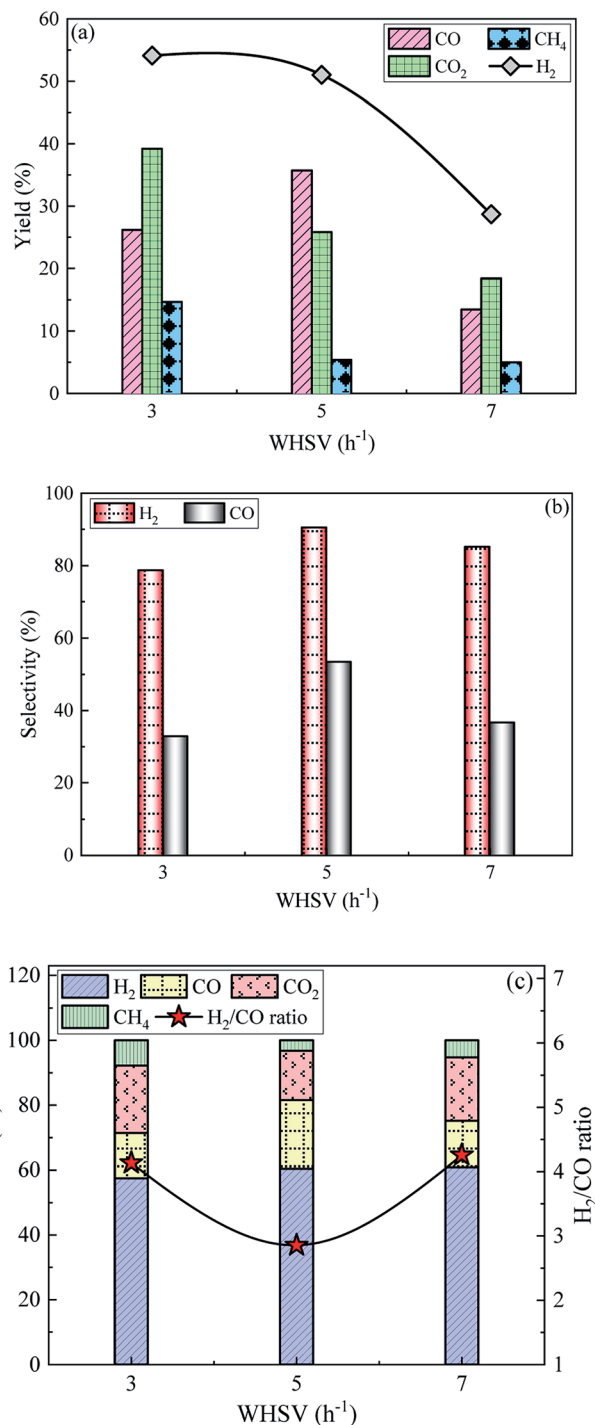 (a)
CO
CH₄
CO₂
H₂
60
50
40
30
20
10
0
Yield (%)
3
5
7
WHSV (h⁻¹)
(b)
H₂
CO
100
80
60
40
20
0
Selectivity (%)
3
5
7
WHSV (h⁻¹)
(c)
H₂
CO
CO₂
CH₄
H₂/CO ratio
120
100
80
60
40
20
0
7
6
5
4
3
2
1
H₂/CO ratio
3
5
7
WHSV (h⁻¹)